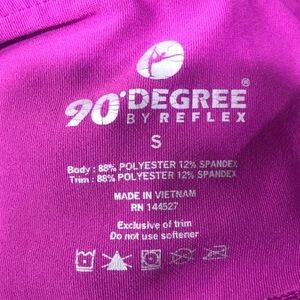 90°DEGREE®
BY REFLEX
S
Body : 88% POLYESTER 12% SPANDEX
Trim : 88% POLYESTER 12% SPANDEX
MADE IN VIETNAM
RN 144527
Exclusive of trim
Do not use softener